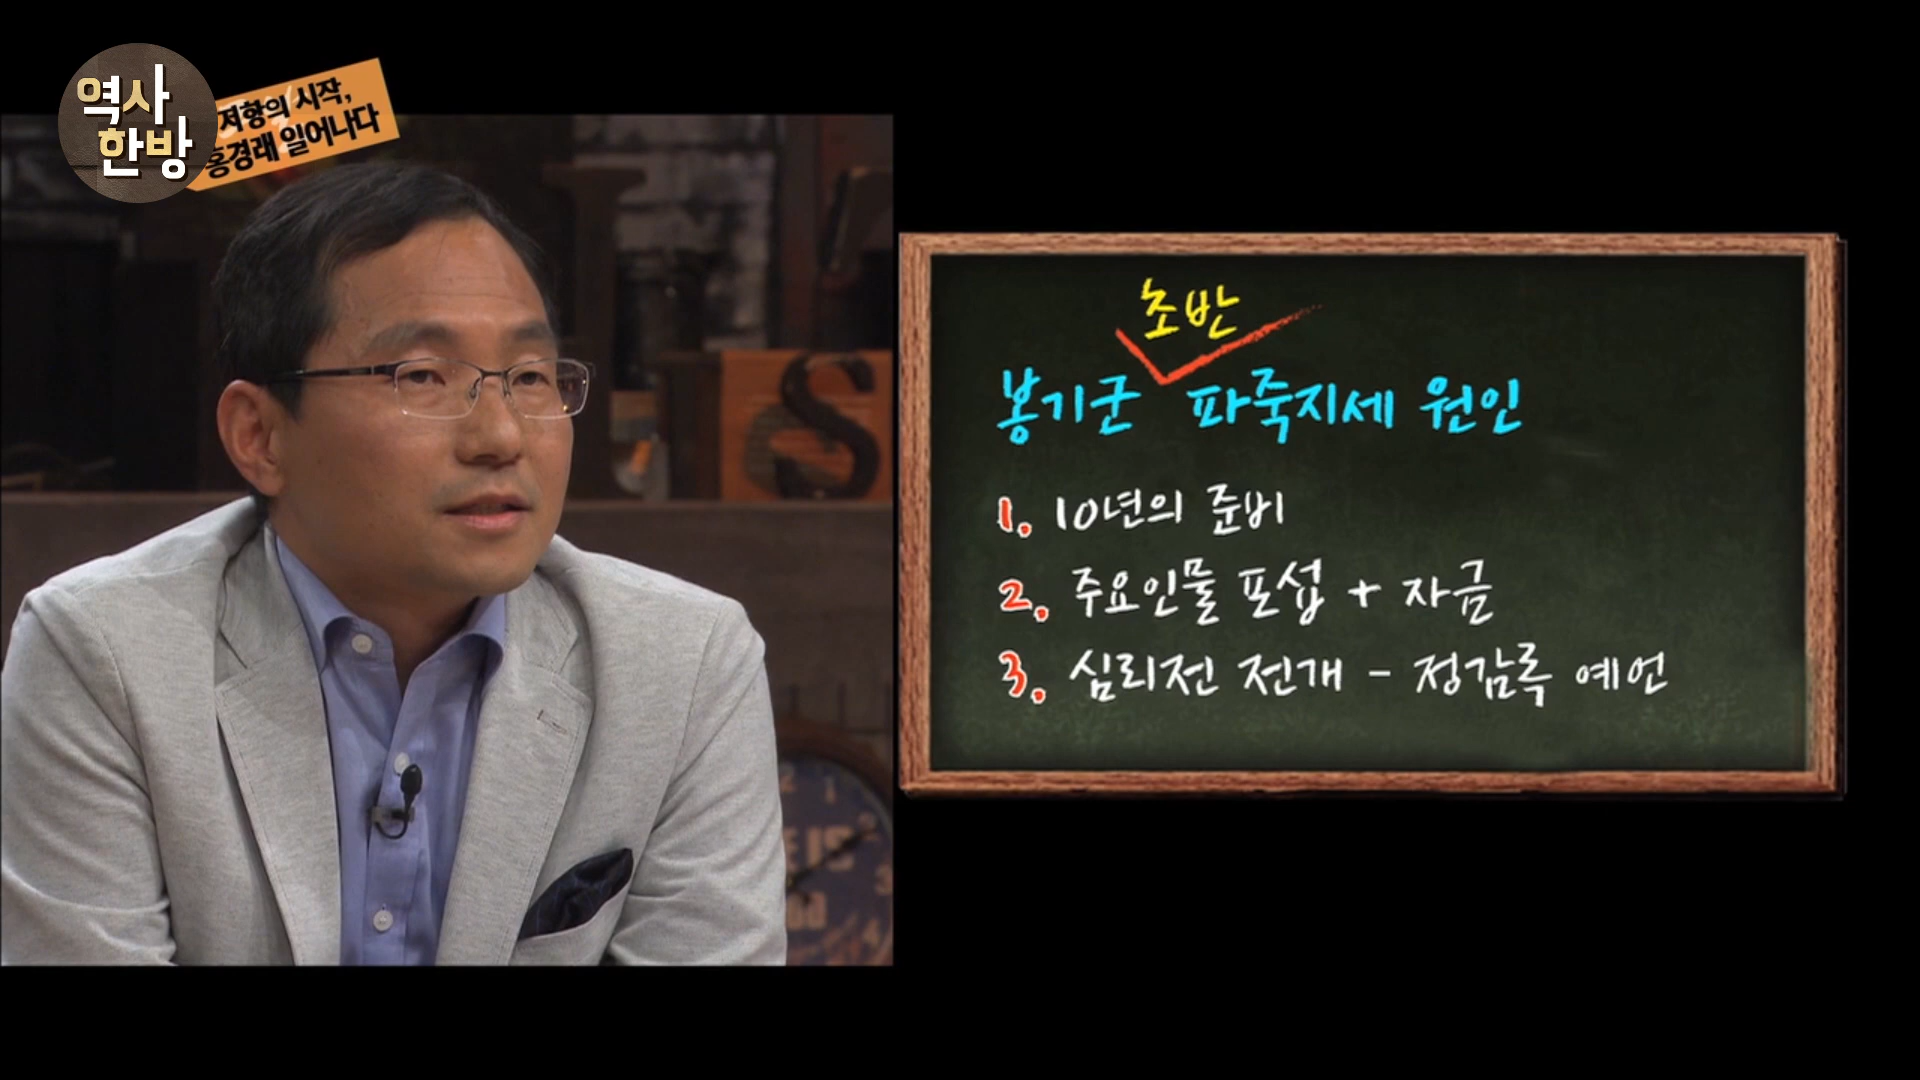 역사
한방
저항의 시작,
홍경래 일어나다
초반
봉기군 파죽지세 원인
1. 10년의 준비
2. 주요인물 포섭 + 자금
3. 심리전 전개 - 정감록 예언
S